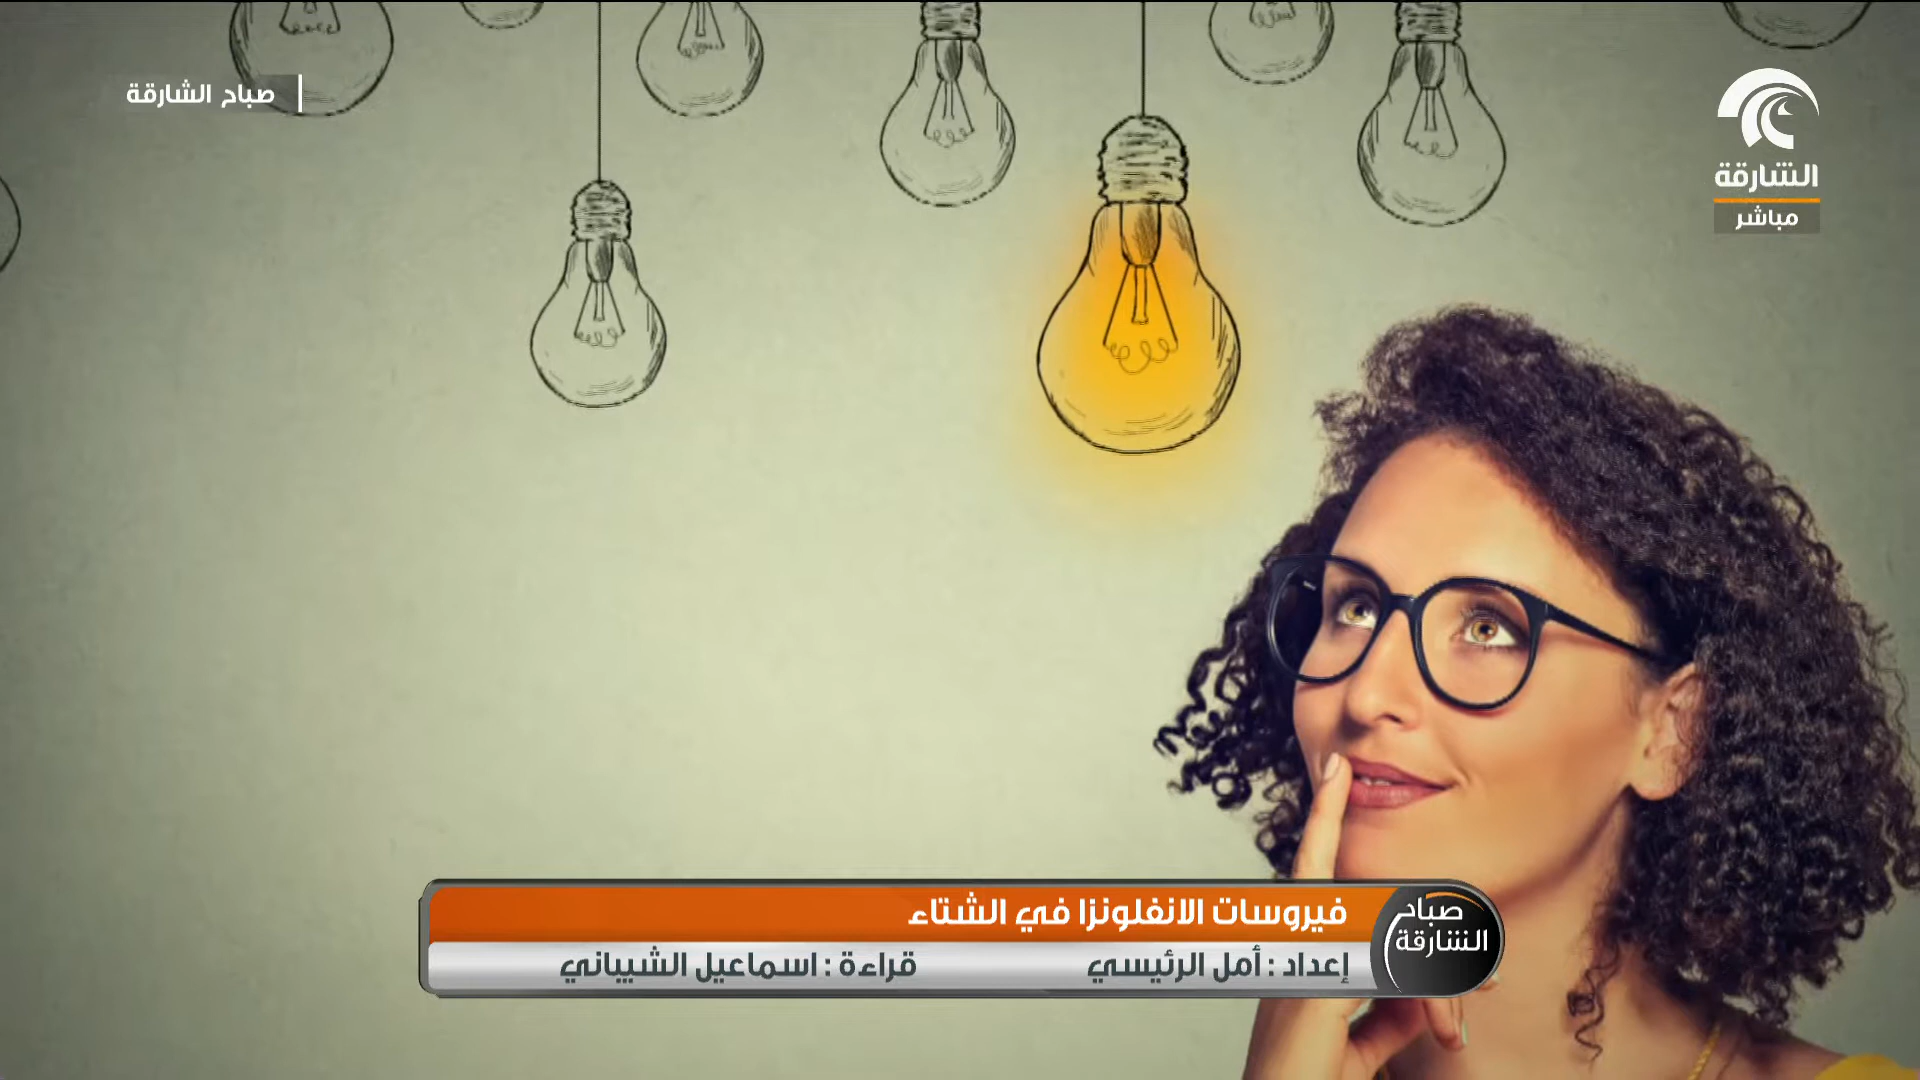 صباح الشارقة
الشارقة
مباشر
فيروسات الانفلونزا في الشتاء
صباح
الشارقة
إعداد : أمل الرئيسي
قراءة : اسماعيل الشيباني